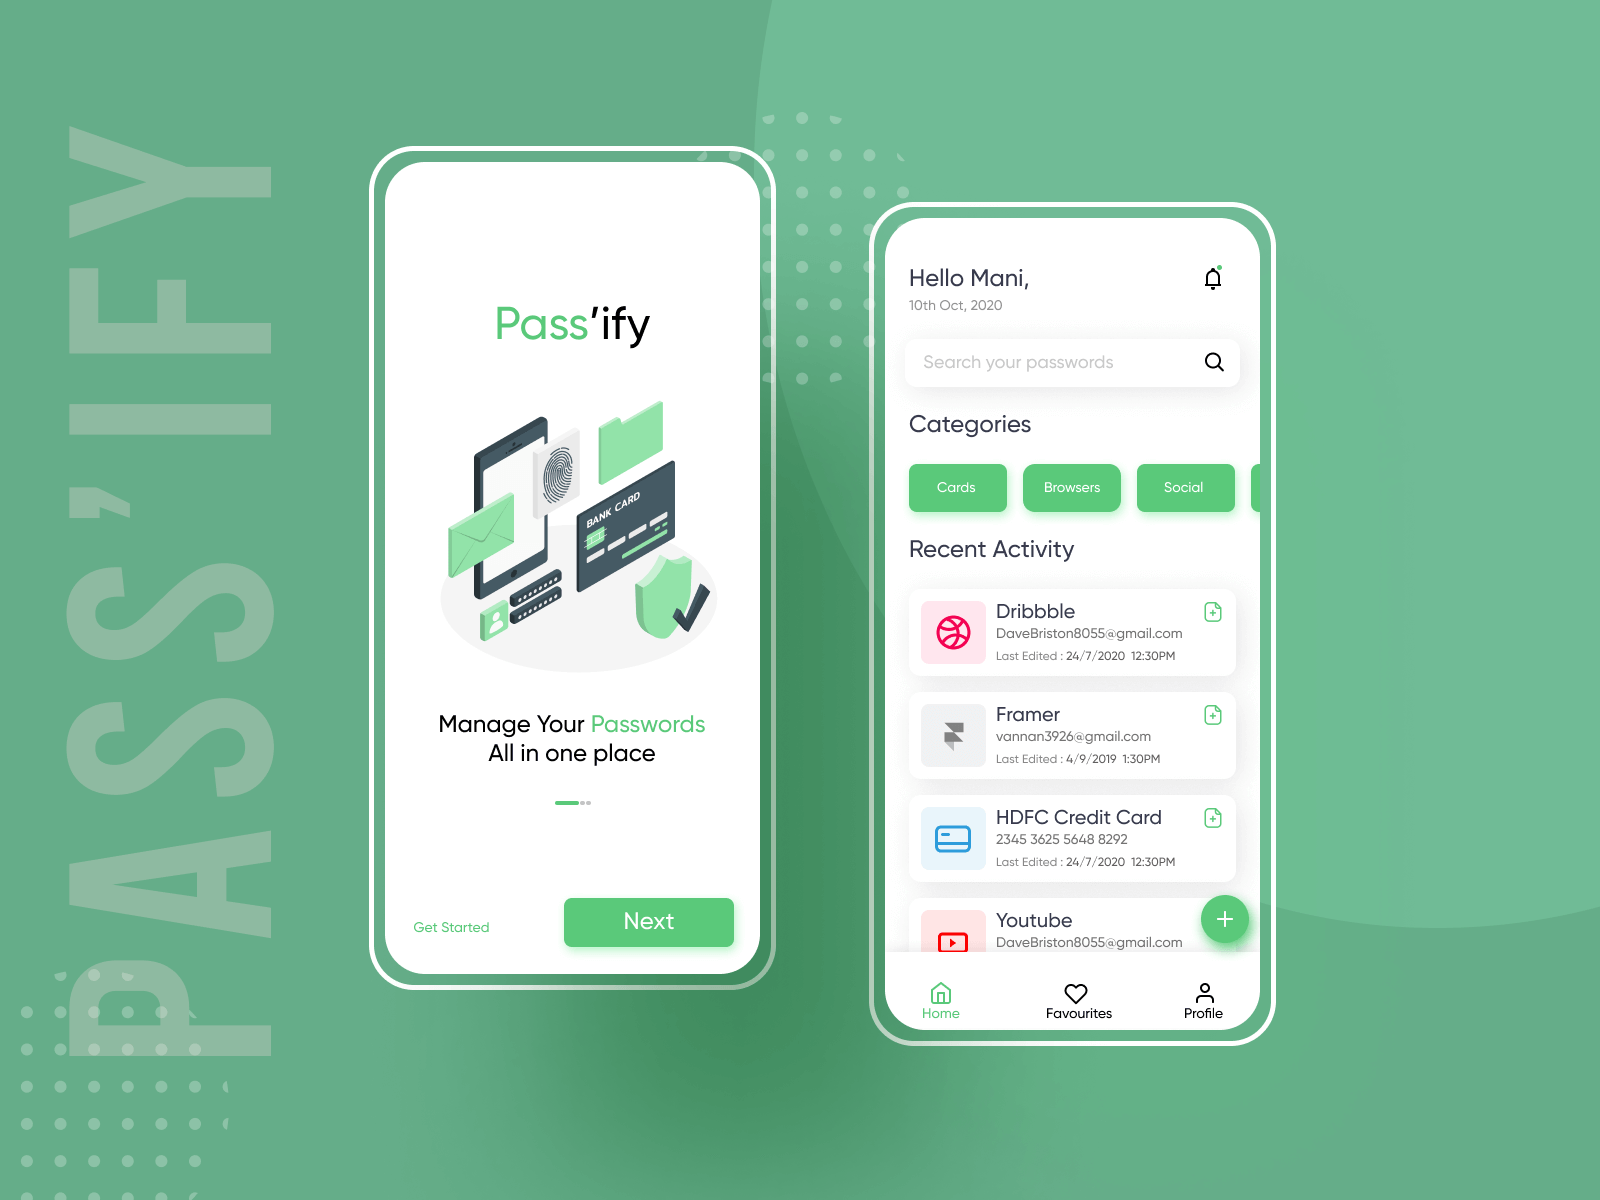 PASS'IFY
Pass'ify
BANK CARD
Manage Your Passwords
All in one place
Get Started
Next
Hello Mani,
10th Oct, 2020
Search your passwords
Categories
Cards
Browsers
Social
Recent Activity
Dribbble
DaveBriston8055@gmail.com
Last Edited : 24/7/2020 12:30PM
Framer
vannan3926@gmail.com
Last Edited : 4/9/2019 1:30PM
HDFC Credit Card
2345 3625 5648 8292
Last Edited : 24/7/2020 12:30PM
Youtube
DaveBriston8055@gmail.com
Home
Favourites
Profile